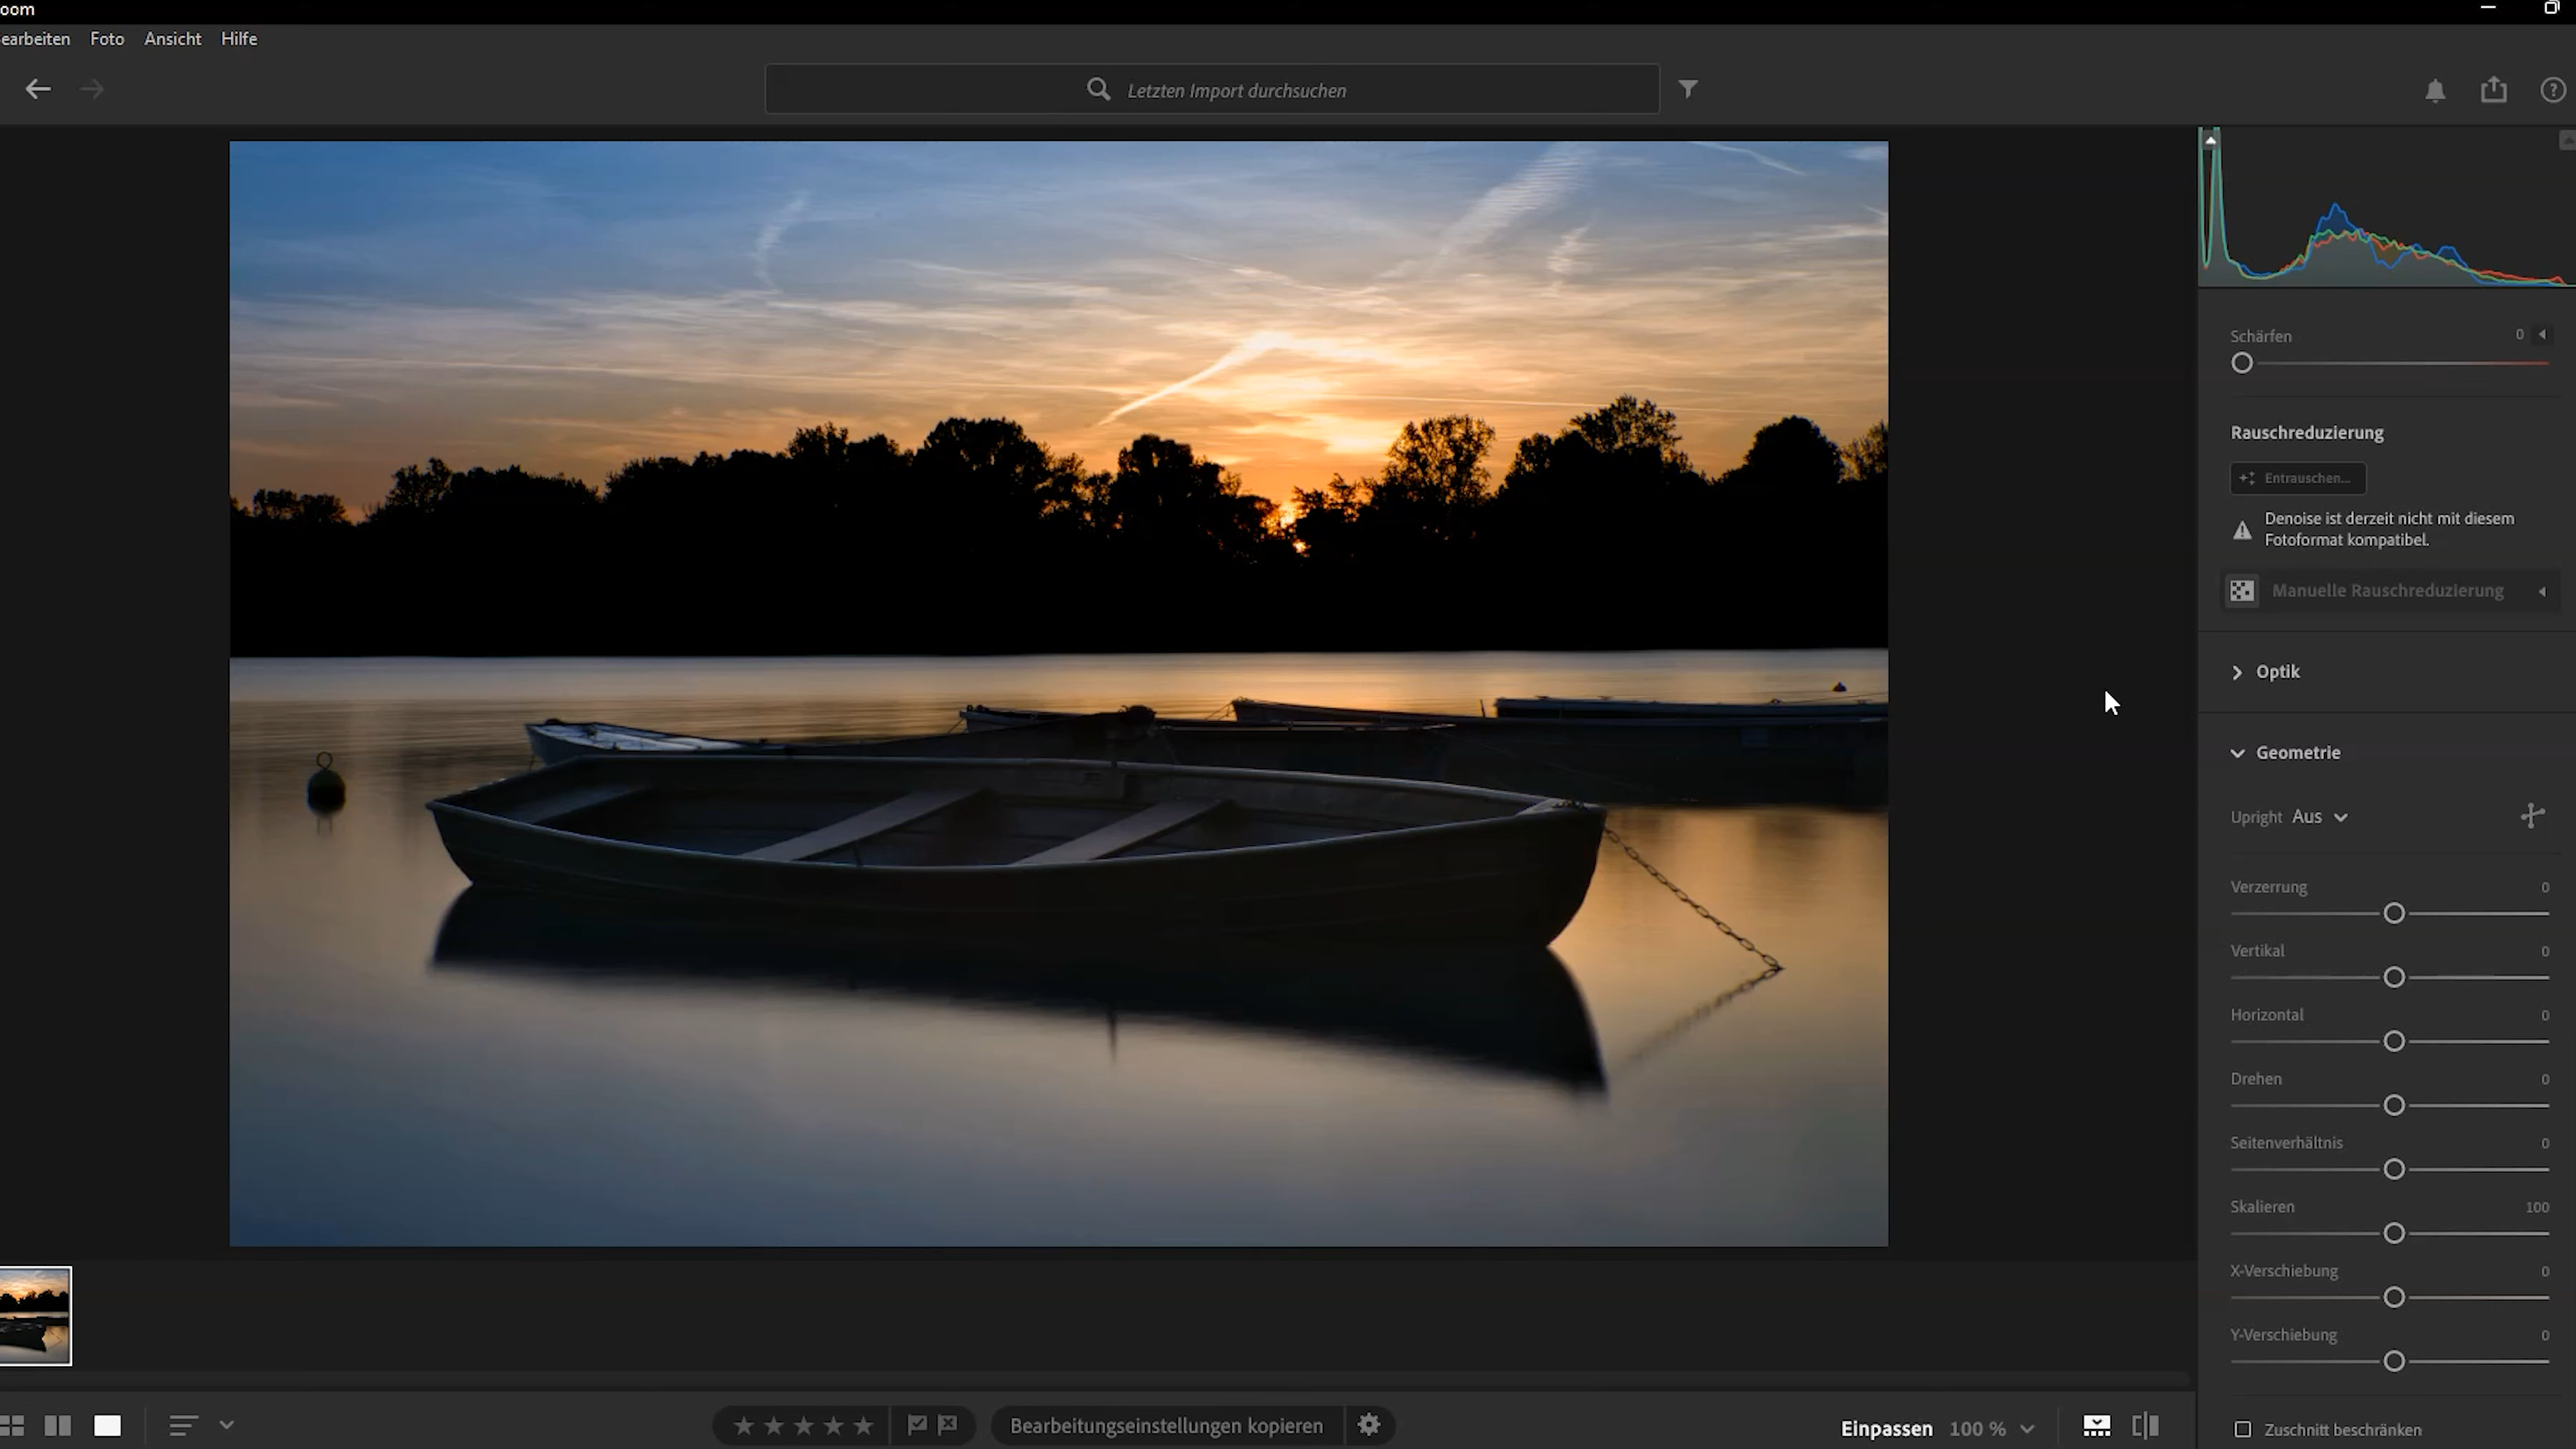 oom
earbeiten Foto Ansicht Hilfe
Letzten Import durchsuchen
Schärfen 0
Rauschreduzierung
Entrauschen...
Denoise ist derzeit nicht mit diesem
Fotoformat kompatibel.
Manuelle Rauschreduzierung
Optik
Geometrie
Upright Aus
Verzerrung 0
Vertikal 0
Horizontal 0
Drehen 0
Seitenverhältnis 0
Skalieren 100
X-Verschiebung 0
Y-Verschiebung 0
Zuschnitt beschränken
Bearbeitungseinstellungen kopieren
Einpassen 100 %